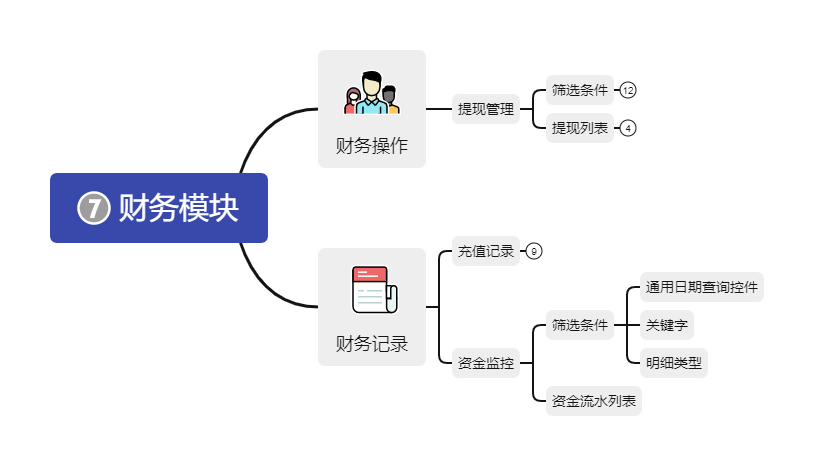 7 财务模块
财务操作
提现管理
筛选条件 12
提现列表 4
财务记录
充值记录 9
资金监控
筛选条件
通用日期查询控件
关键字
明细类型
资金流水列表